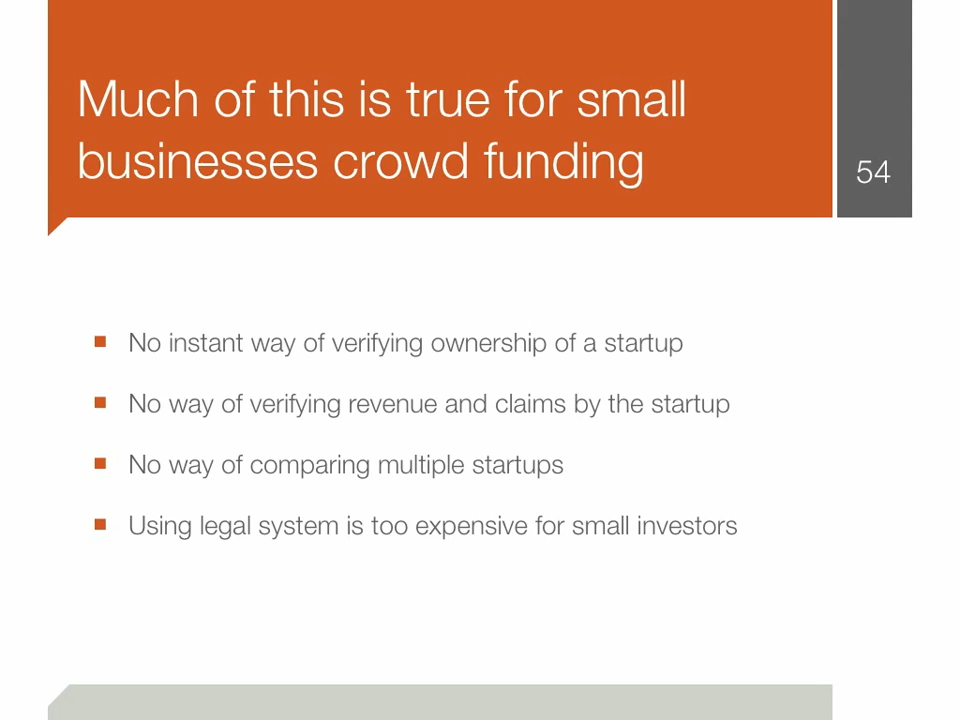 Much of this is true for small
businesses crowd funding
54
No instant way of verifying ownership of a startup
No way of verifying revenue and claims by the startup
No way of comparing multiple startups
Using legal system is too expensive for small investors